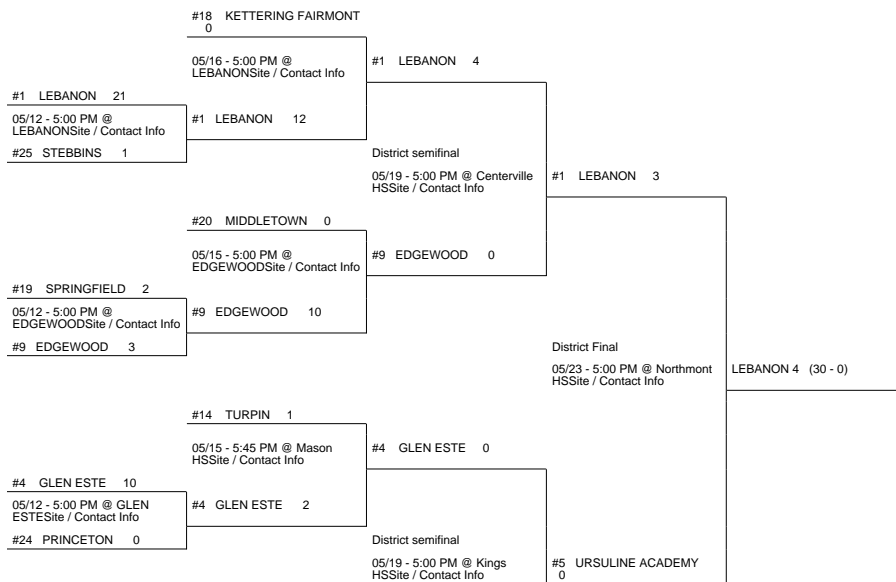 #18 KETTERING FAIRMONT
0
05/16 - 5:00 PM @
LEBANONSite / Contact Info
#1 LEBANON 4
#1 LEBANON 21
05/12 - 5:00 PM @
LEBANONSite / Contact Info
#1 LEBANON 12
#25 STEBBINS 1
District semifinal
05/19 - 5:00 PM @ Centerville
HSSite / Contact Info
#1 LEBANON 3
#20 MIDDLETOWN 0
05/15 - 5:00 PM @
EDGEWOODSite / Contact Info
#9 EDGEWOOD 0
#19 SPRINGFIELD 2
05/12 - 5:00 PM @
EDGEWOODSite / Contact Info
#9 EDGEWOOD 10
#9 EDGEWOOD 3
District Final
05/23 - 5:00 PM @ Northmont
HSSite / Contact Info
LEBANON 4 (30 - 0)
#14 TURPIN 1
05/15 - 5:45 PM @ Mason
HSSite / Contact Info
#4 GLEN ESTE 0
#4 GLEN ESTE 10
05/12 - 5:00 PM @ GLEN
ESTESite / Contact Info
#4 GLEN ESTE 2
#24 PRINCETON 0
District semifinal
05/19 - 5:00 PM @ Kings
HSSite / Contact Info
#5 URSULINE ACADEMY
0